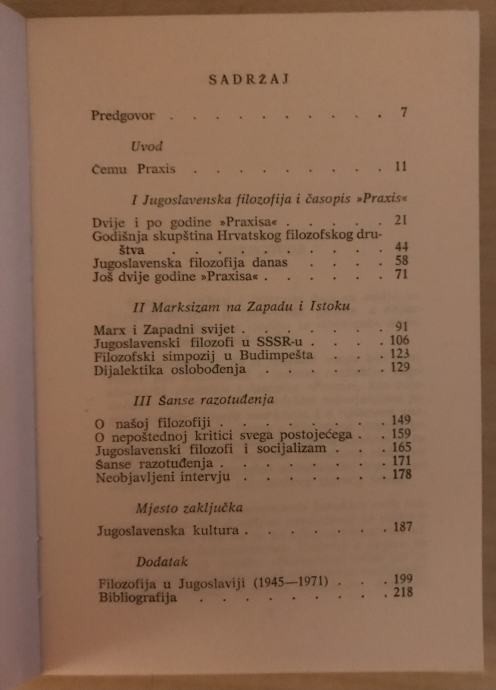 SADRŽAJ
Predgovor . . . . . . . . . . 7
Uvod
Čemu Praxis . . . . . . . . . 11
I Jugoslavenska filozofija i časopis »Praxis«
Dvije i po godine »Praxisa« . . . . . 21
Godišnja skupština Hrvatskog filozofskog dru-
štva . . . . . . . . . . 44
Jugoslavenska filozofija danas . . . . 58
Još dvije godine »Praxisa« . . . . . 71
II Marksizam na Zapadu i Istoku
Marx i Zapadni svijet . . . . . . . 91
Jugoslavenski filozofi u SSSR-u . . . . 106
Filozofski simpozij u Budimpešta . . . 123
Dijalektika oslobođenja . . . . . . 129
III Šanse razotuđenja
O našoj filozofiji . . . . . . . . 149
O nepoštednoj kritici svega postojećega . . 159
Jugoslavenski filozofi i socijalizam . . . 165
Šanse razotuđenja . . . . . . . . 171
Neobjavljeni intervju . . . . . . . 178
Mjesto zaključka
Jugoslavenska kultura . . . . . . . 187
Dodatak
Filozofija u Jugoslaviji (1945—1971) . . . 199
Bibliografija . . . . . . . . . 218